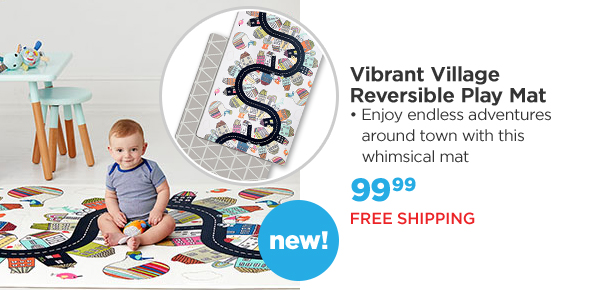 Vibrant Village
Reversible Play Mat
• Enjoy endless adventures
around town with this
whimsical mat
99⁹⁹
FREE SHIPPING
new!